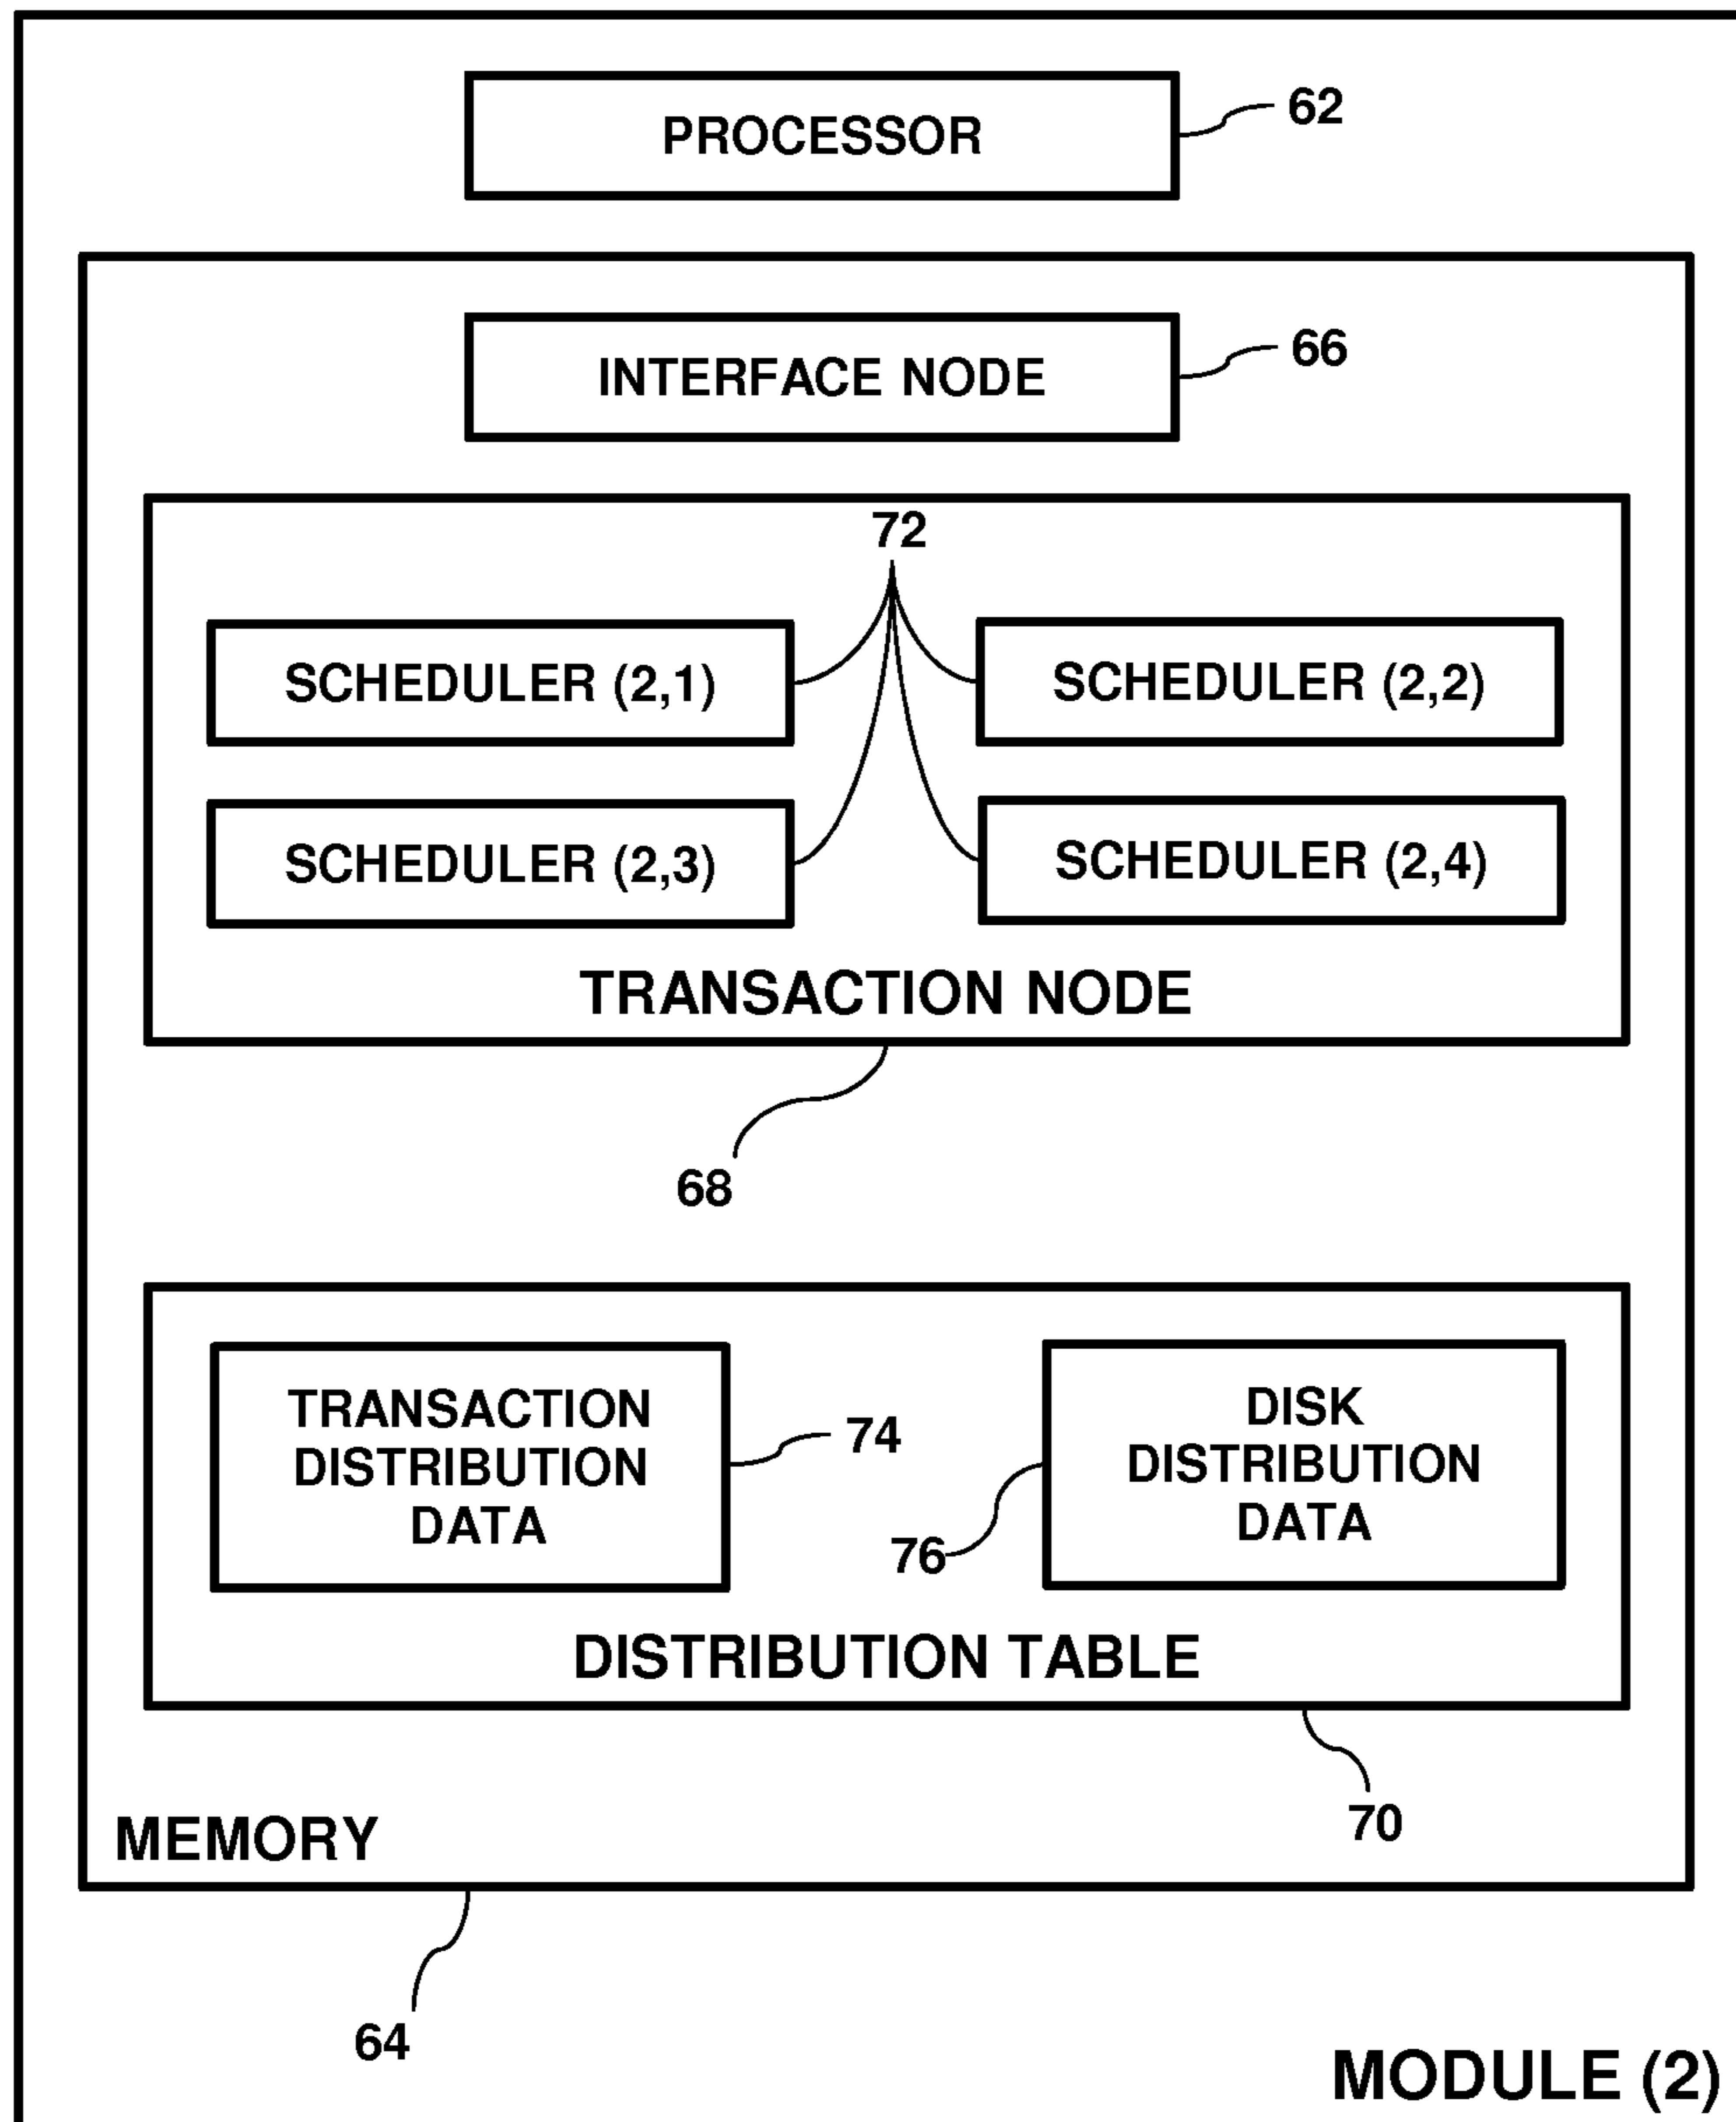 PROCESSOR
62
INTERFACE NODE
66
72
SCHEDULER (2,1)
SCHEDULER (2,2)
SCHEDULER (2,3)
SCHEDULER (2,4)
TRANSACTION NODE
68
TRANSACTION
DISTRIBUTION
DATA
74
DISK
DISTRIBUTION
DATA
76
DISTRIBUTION TABLE
70
MEMORY
64
MODULE (2)